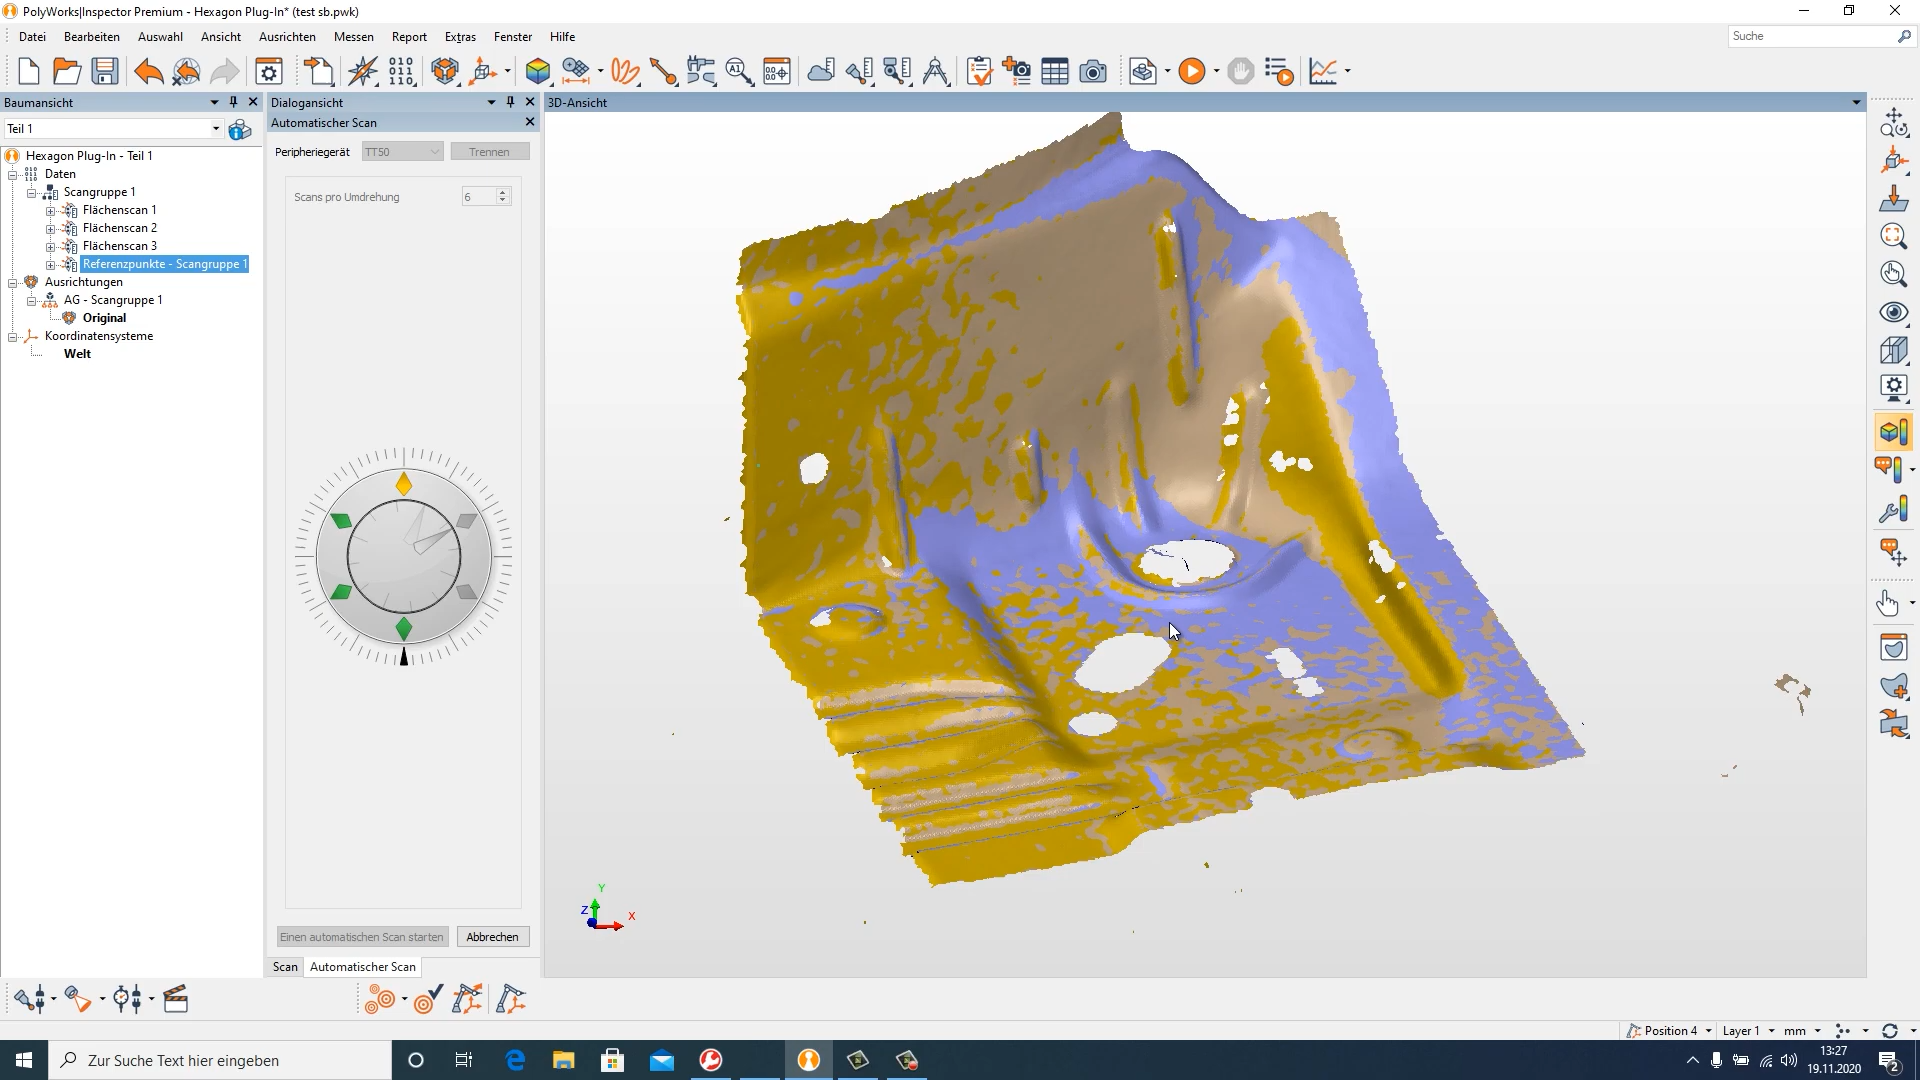 PolyWorks|Inspector Premium - Hexagon Plug-In* (test sb.pwk)
Datei Bearbeiten Auswahl Ansicht Ausrichten Messen Report Extras Fenster Hilfe
Suche
Baumansicht
Dialogansicht
3D-Ansicht
Teil 1
Automatischer Scan
Peripheriegerät TT50 Trennen
Hexagon Plug-In - Teil 1
Daten
Scangruppe 1
Scans pro Umdrehung 6
Flächenscan 1
Flächenscan 2
Flächenscan 3
Referenzpunkte - Scangruppe 1
Ausrichtungen
AG - Scangruppe 1
Original
Koordinatensysteme
Welt
Y
Z
X
Einen automatischen Scan starten Abbrechen
Scan Automatischer Scan
Position 4 Layer 1 mm
Zur Suche Text hier eingeben
13:27
19.11.2020
2